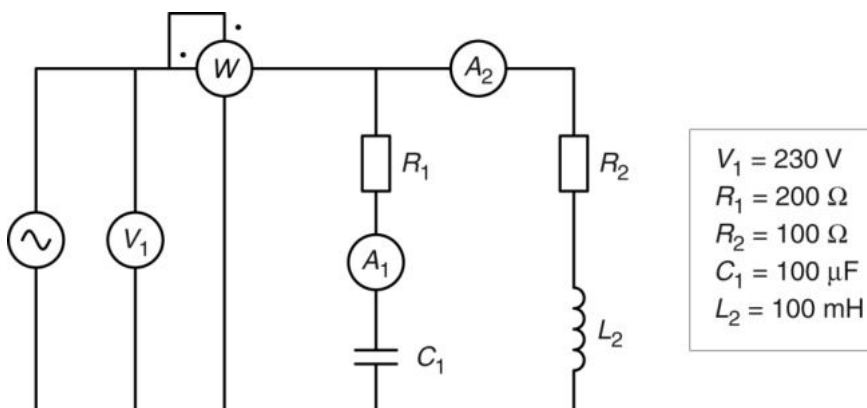 W
A2
R1
R2
V1
A1
C1
L2
V1 = 230 V
R1 = 200 Ω
R2 = 100 Ω
C1 = 100 μF
L2 = 100 mH